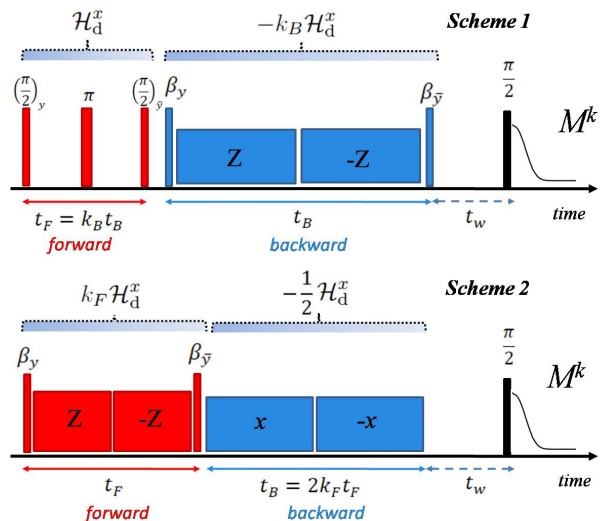 ℋ_d^x −k_B ℋ_d^x Scheme 1
(π/2)_y π (π/2)_ȳ β_y β_ȳ π/2
Z -Z M^k
t_F = k_B t_B t_B t_w time
forward backward
k_F ℋ_d^x −1/2 ℋ_d^x Scheme 2
β_y β_ȳ π/2
Z -Z x -x M^k
t_F t_B = 2k_F t_F t_w time
forward backward